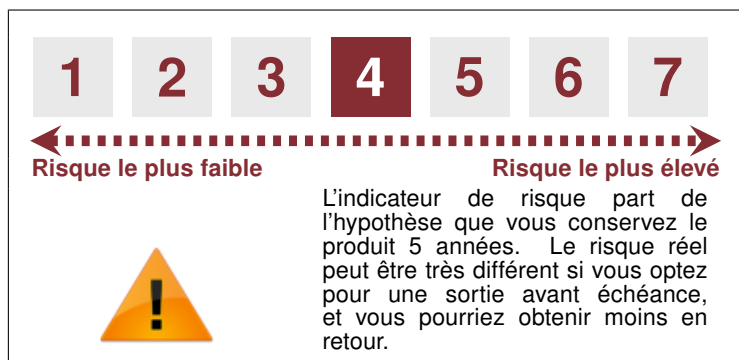 1 2 3 4 5 6 7
Risque le plus faible Risque le plus élevé
L'indicateur de risque part de
l'hypothèse que vous conservez le
produit 5 années. Le risque réel
peut être très différent si vous optez
pour une sortie avant échéance,
et vous pourriez obtenir moins en
retour.